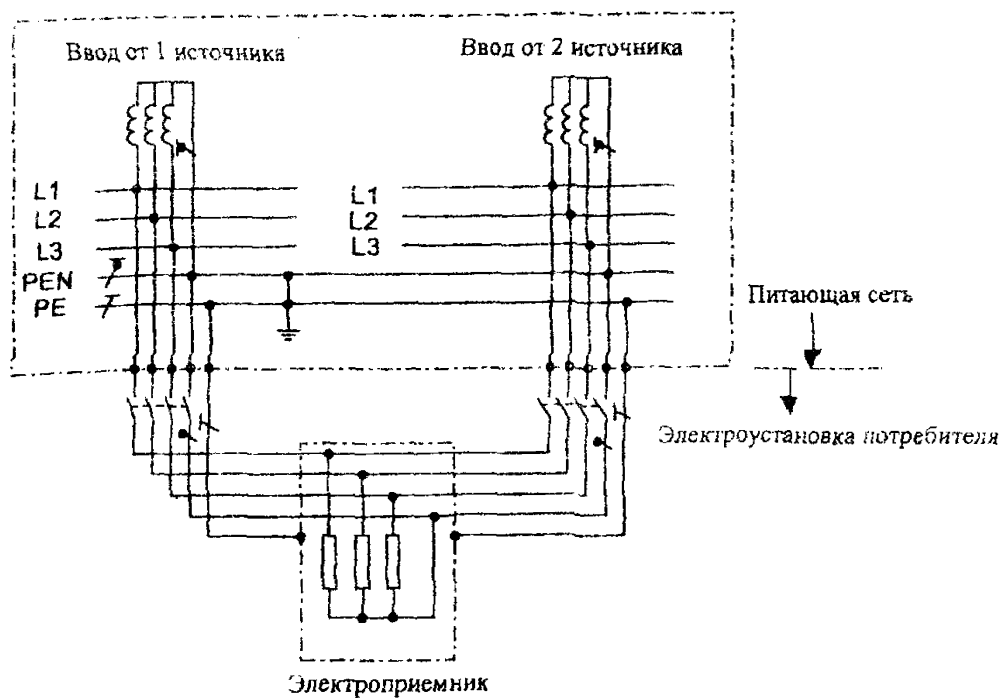 Ввод от 1 источника
Ввод от 2 источника
L1
L2
L3
PEN
PE
L1
L2
L3
Питающая сеть
Электроустановка потребителя
Электроприемник